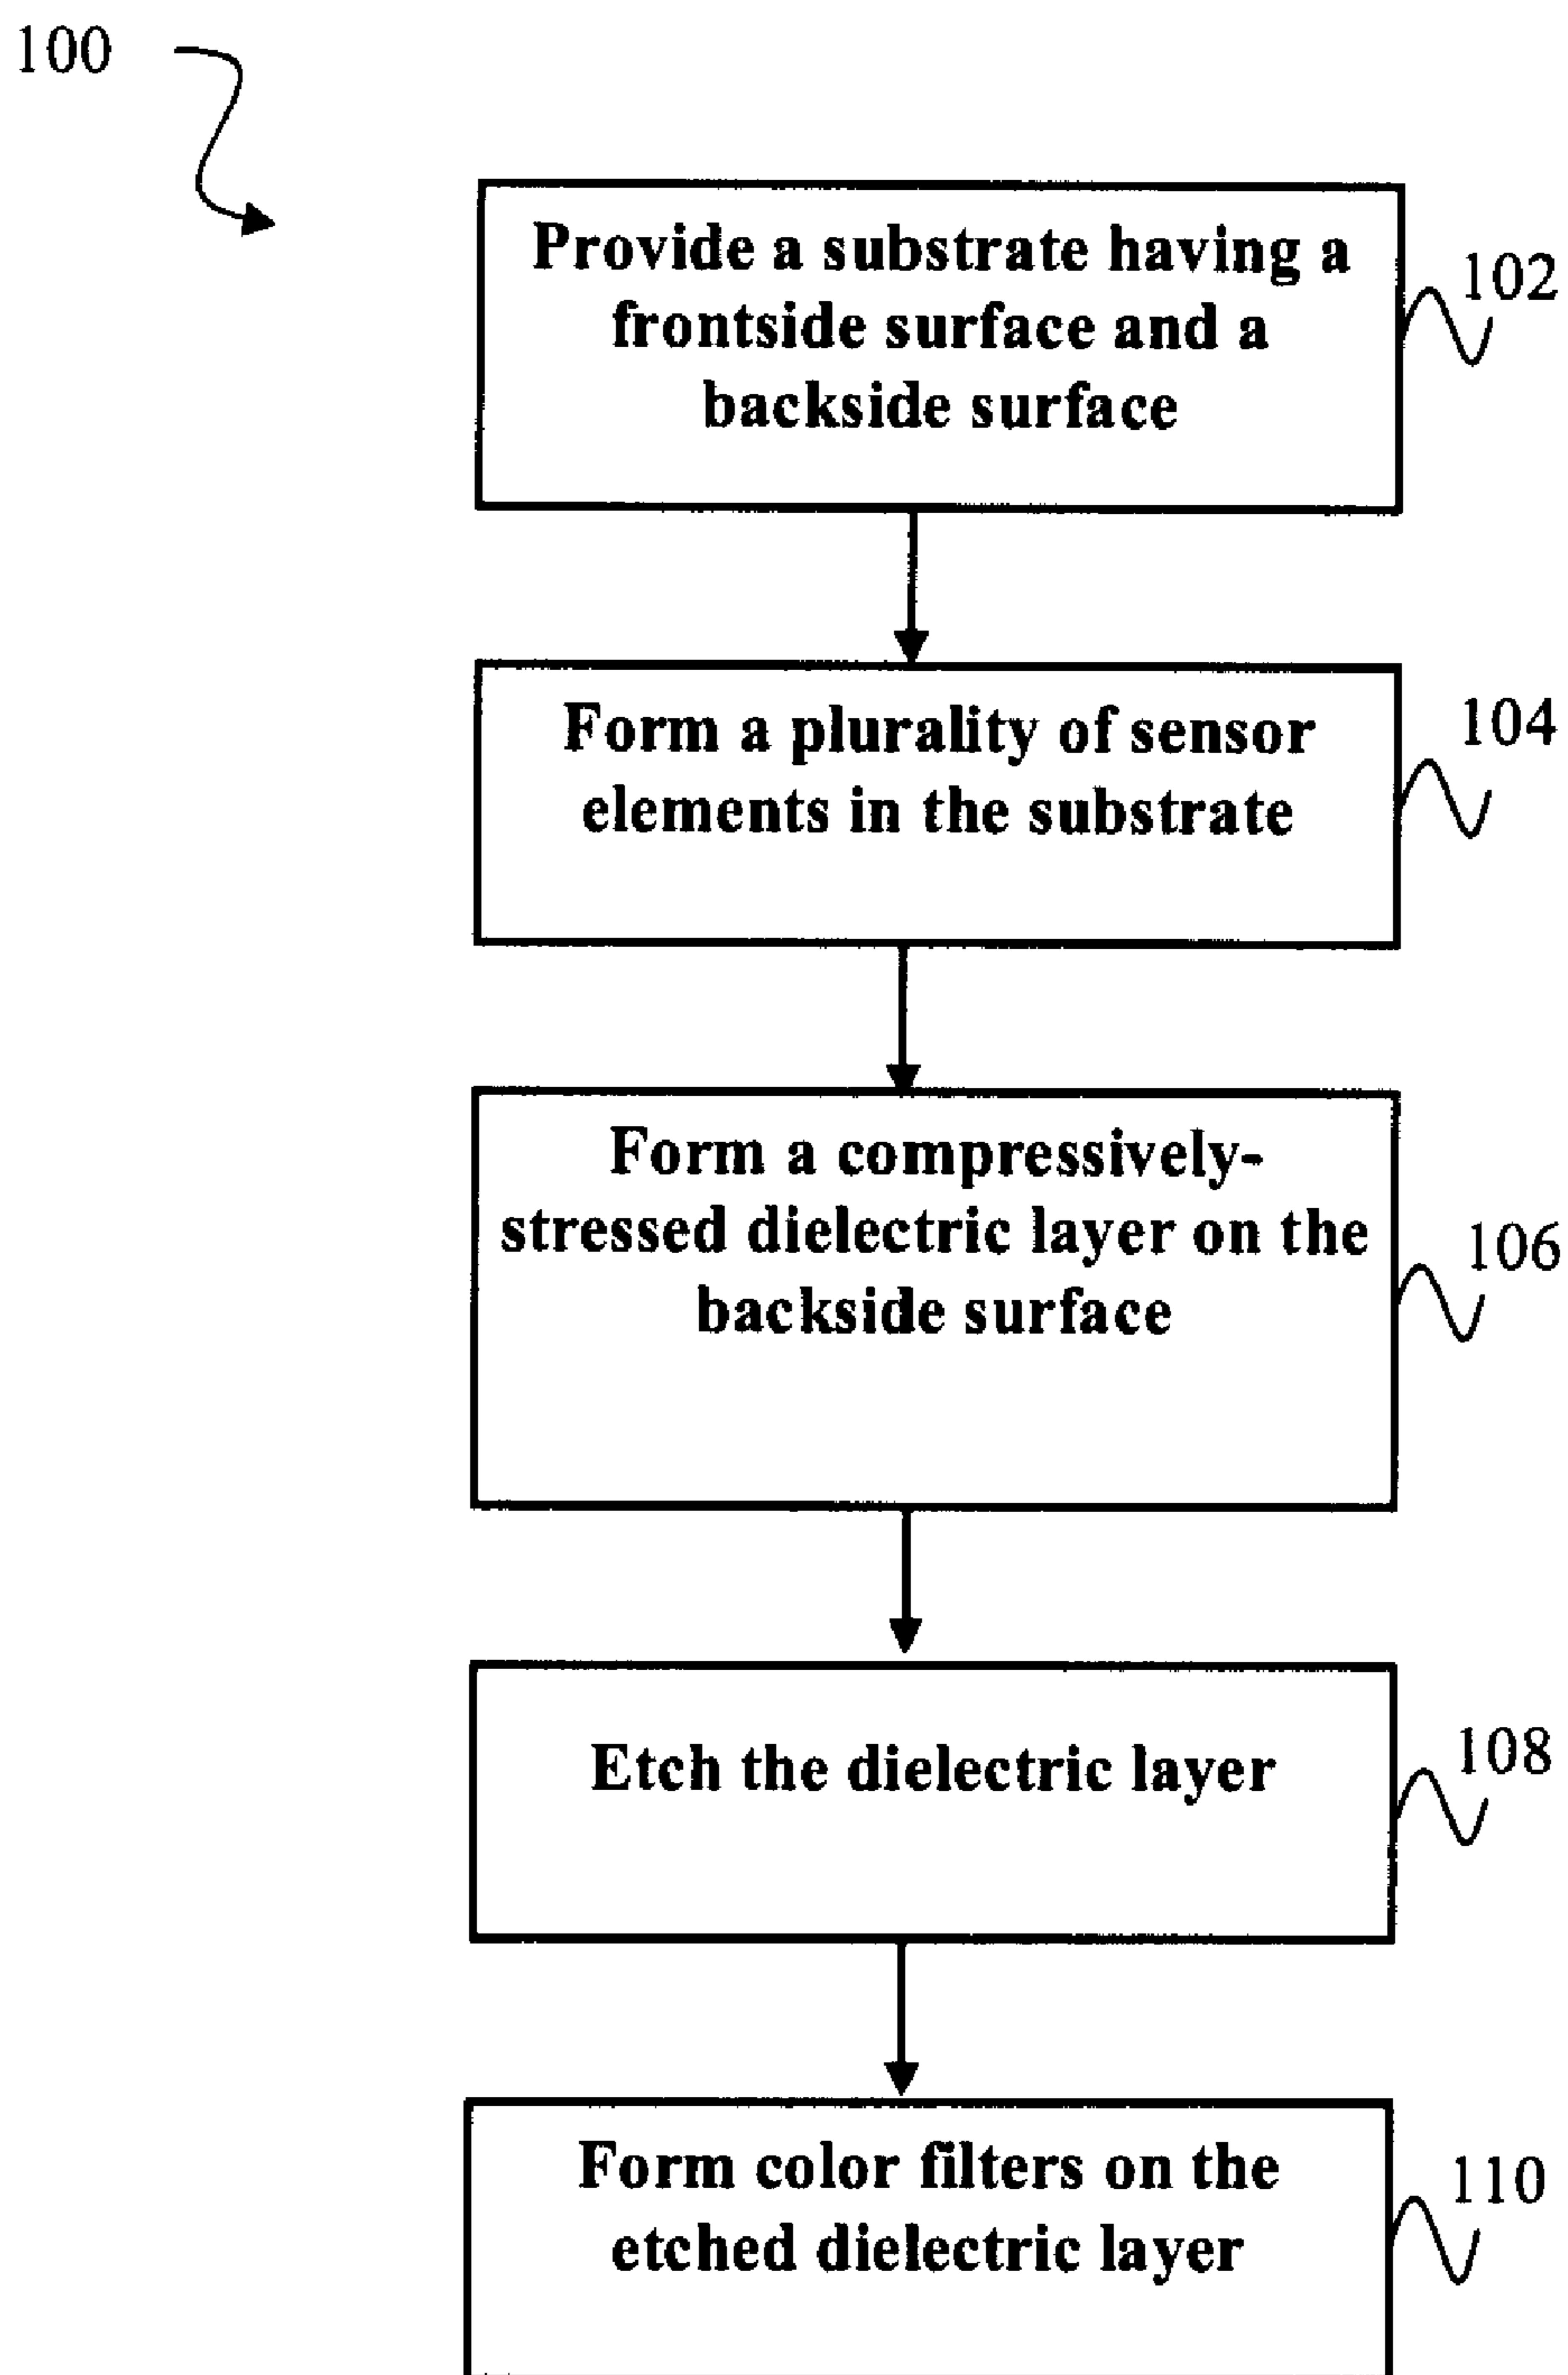 100
Provide a substrate having a
frontside surface and a
backside surface
102
Form a plurality of sensor
elements in the substrate
104
Form a compressively-
stressed dielectric layer on the
backside surface
106
Etch the dielectric layer
108
Form color filters on the
etched dielectric layer
110